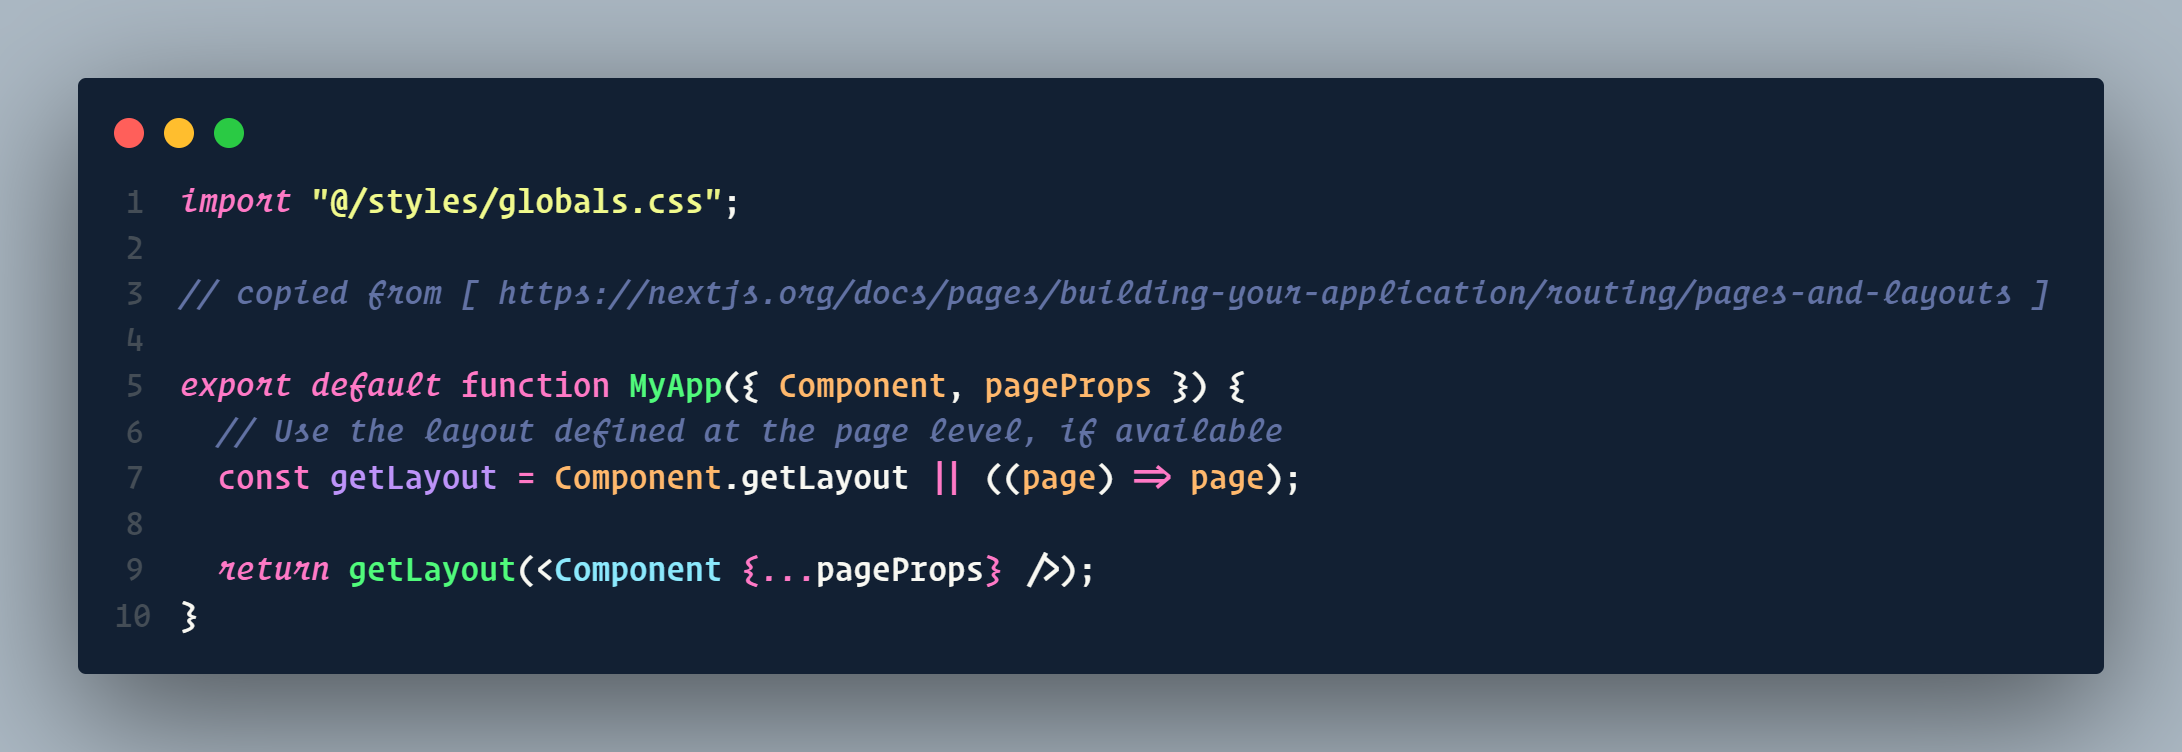 1 import "@/styles/globals.css";
2
3 // copied from [ https://nextjs.org/docs/pages/building-your-application/routing/pages-and-layouts ]
4
5 export default function MyApp({ Component, pageProps }) {
6   // Use the layout defined at the page level, if available
7   const getLayout = Component.getLayout || ((page) => page);
8
9   return getLayout(<Component {...pageProps} />);
10 }